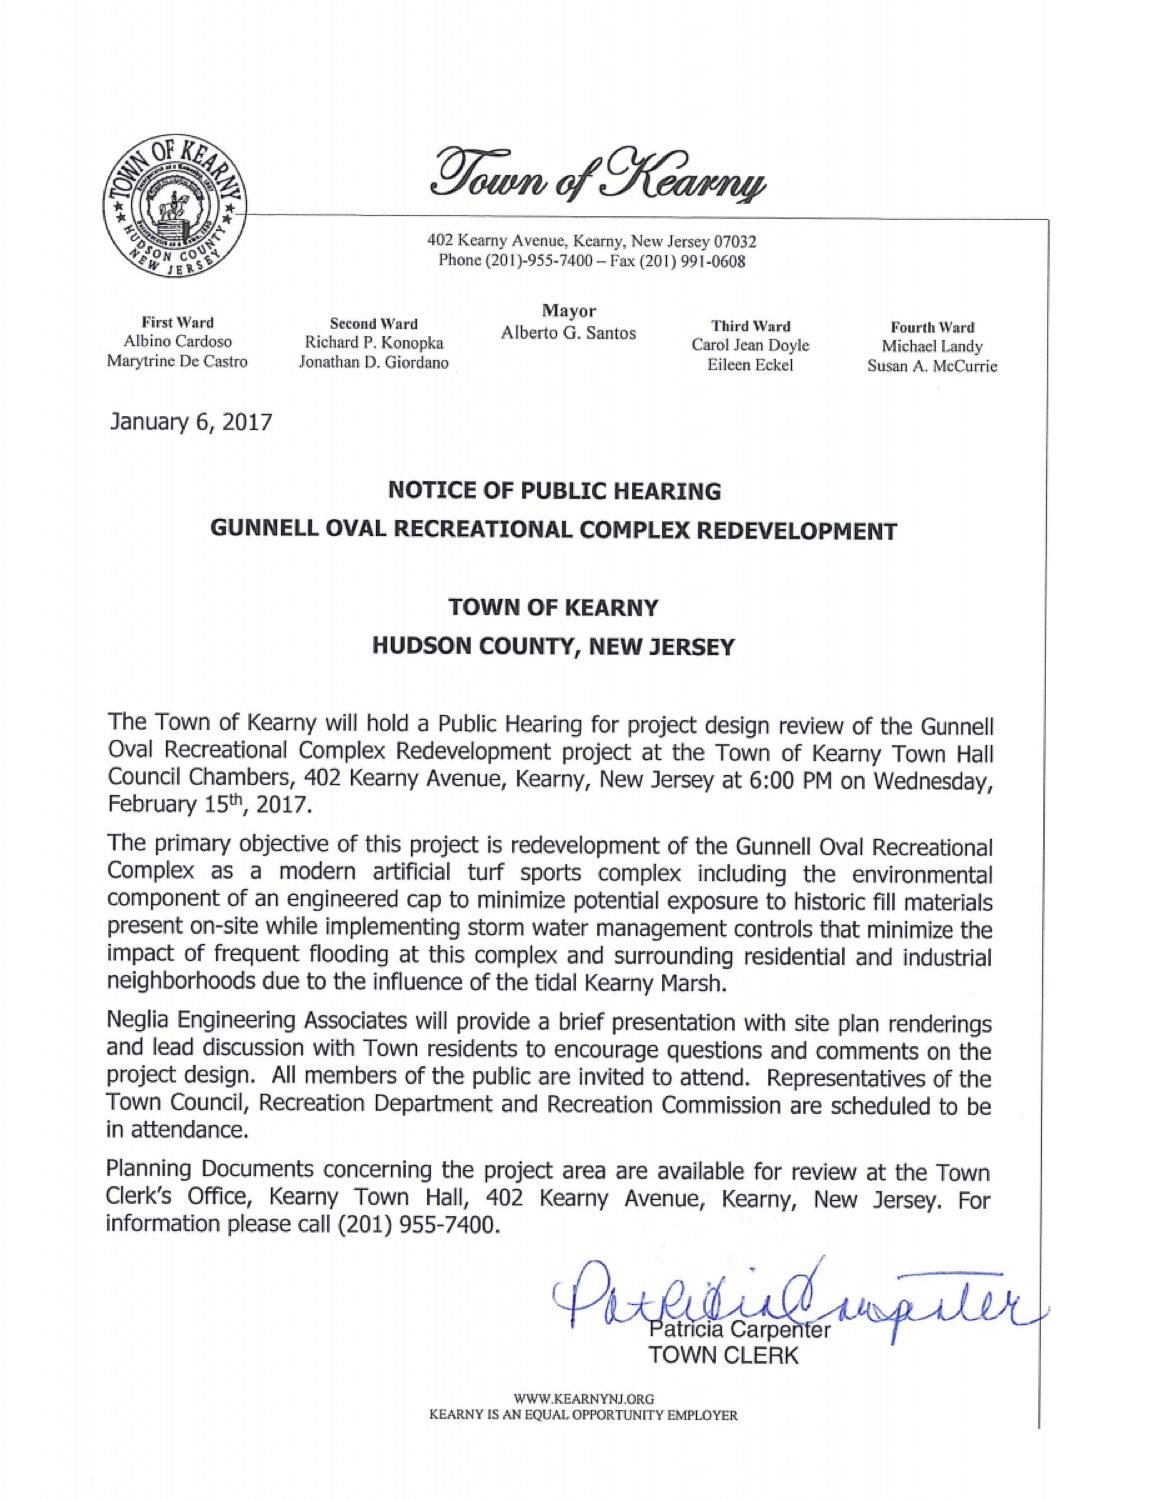 TOWN OF KEARNY
HUDSON COUNTY
NEW JERSEY
Town of Kearny
402 Kearny Avenue, Kearny, New Jersey 07032
Phone (201)-955-7400 – Fax (201) 991-0608
First Ward
Albino Cardoso
Marytrine De Castro
Second Ward
Richard P. Konopka
Jonathan D. Giordano
Mayor
Alberto G. Santos
Third Ward
Carol Jean Doyle
Eileen Eckel
Fourth Ward
Michael Landy
Susan A. McCurrie
January 6, 2017
NOTICE OF PUBLIC HEARING
GUNNELL OVAL RECREATIONAL COMPLEX REDEVELOPMENT
TOWN OF KEARNY
HUDSON COUNTY, NEW JERSEY
The Town of Kearny will hold a Public Hearing for project design review of the Gunnell
Oval Recreational Complex Redevelopment project at the Town of Kearny Town Hall
Council Chambers, 402 Kearny Avenue, Kearny, New Jersey at 6:00 PM on Wednesday,
February 15th, 2017.
The primary objective of this project is redevelopment of the Gunnell Oval Recreational
Complex as a modern artificial turf sports complex including the environmental
component of an engineered cap to minimize potential exposure to historic fill materials
present on-site while implementing storm water management controls that minimize the
impact of frequent flooding at this complex and surrounding residential and industrial
neighborhoods due to the influence of the tidal Kearny Marsh.
Neglia Engineering Associates will provide a brief presentation with site plan renderings
and lead discussion with Town residents to encourage questions and comments on the
project design. All members of the public are invited to attend. Representatives of the
Town Council, Recreation Department and Recreation Commission are scheduled to be
in attendance.
Planning Documents concerning the project area are available for review at the Town
Clerk's Office, Kearny Town Hall, 402 Kearny Avenue, Kearny, New Jersey. For
information please call (201) 955-7400.
Patricia Carpenter
Patricia Carpenter
TOWN CLERK
WWW.KEARNYNJ.ORG
KEARNY IS AN EQUAL OPPORTUNITY EMPLOYER